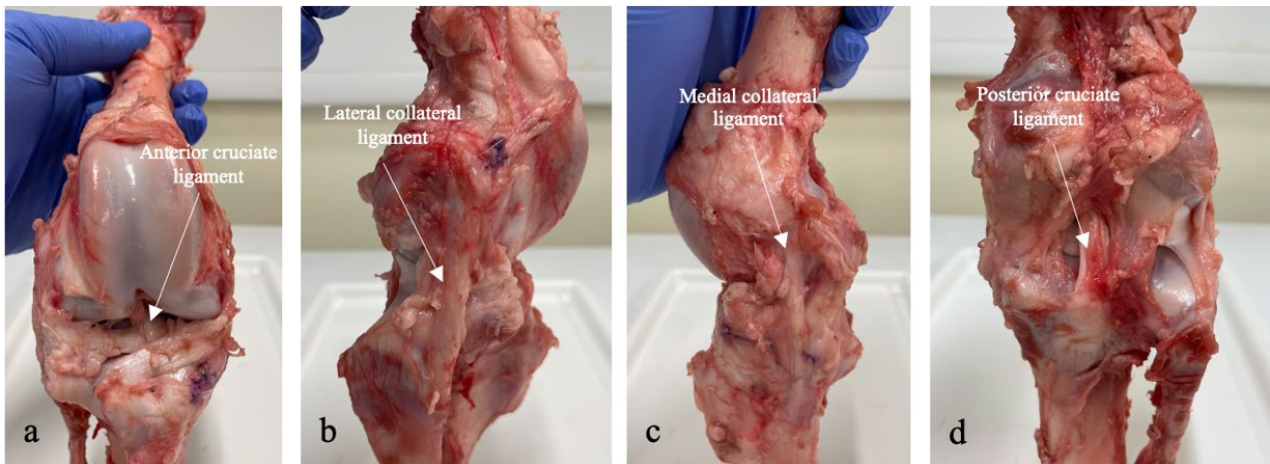 Anterior cruciate
ligament
a
Lateral collateral
ligament
b
Medial collateral
ligament
c
Posterior cruciate
ligament
d